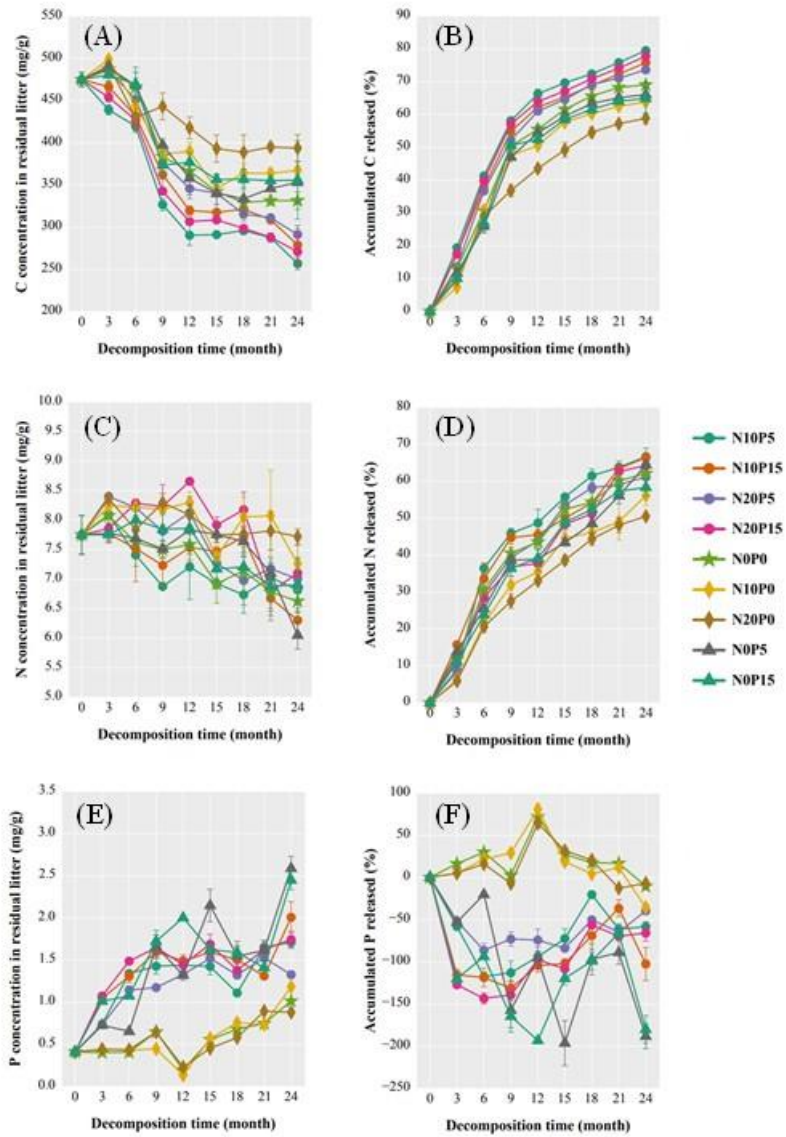 (A)
C concentration in residual litter (mg/g)
550
500
450
400
350
300
250
200
0 3 6 9 12 15 18 21 24
Decomposition time (month)
(B)
Accumulated C released (%)
90
80
70
60
50
40
30
20
10
0
0 3 6 9 12 15 18 21 24
Decomposition time (month)
(C)
N concentration in residual litter (mg/g)
10.0
9.5
9.0
8.5
8.0
7.5
7.0
6.5
6.0
5.5
5.0
0 3 6 9 12 15 18 21 24
Decomposition time (month)
(D)
Accumulated N released (%)
80
70
60
50
40
30
20
10
0
0 3 6 9 12 15 18 21 24
Decomposition time (month)
N10P5
N10P15
N20P5
N20P15
N0P0
N10P0
N20P0
N0P5
N0P15
(E)
P concentration in residual litter (mg/g)
3.5
3.0
2.5
2.0
1.5
1.0
0.5
0.0
0 3 6 9 12 15 18 21 24
Decomposition time (month)
(F)
Accumulated P released (%)
100
50
0
−50
−100
−150
−200
−250
0 3 6 9 12 15 18 21 24
Decomposition time (month)